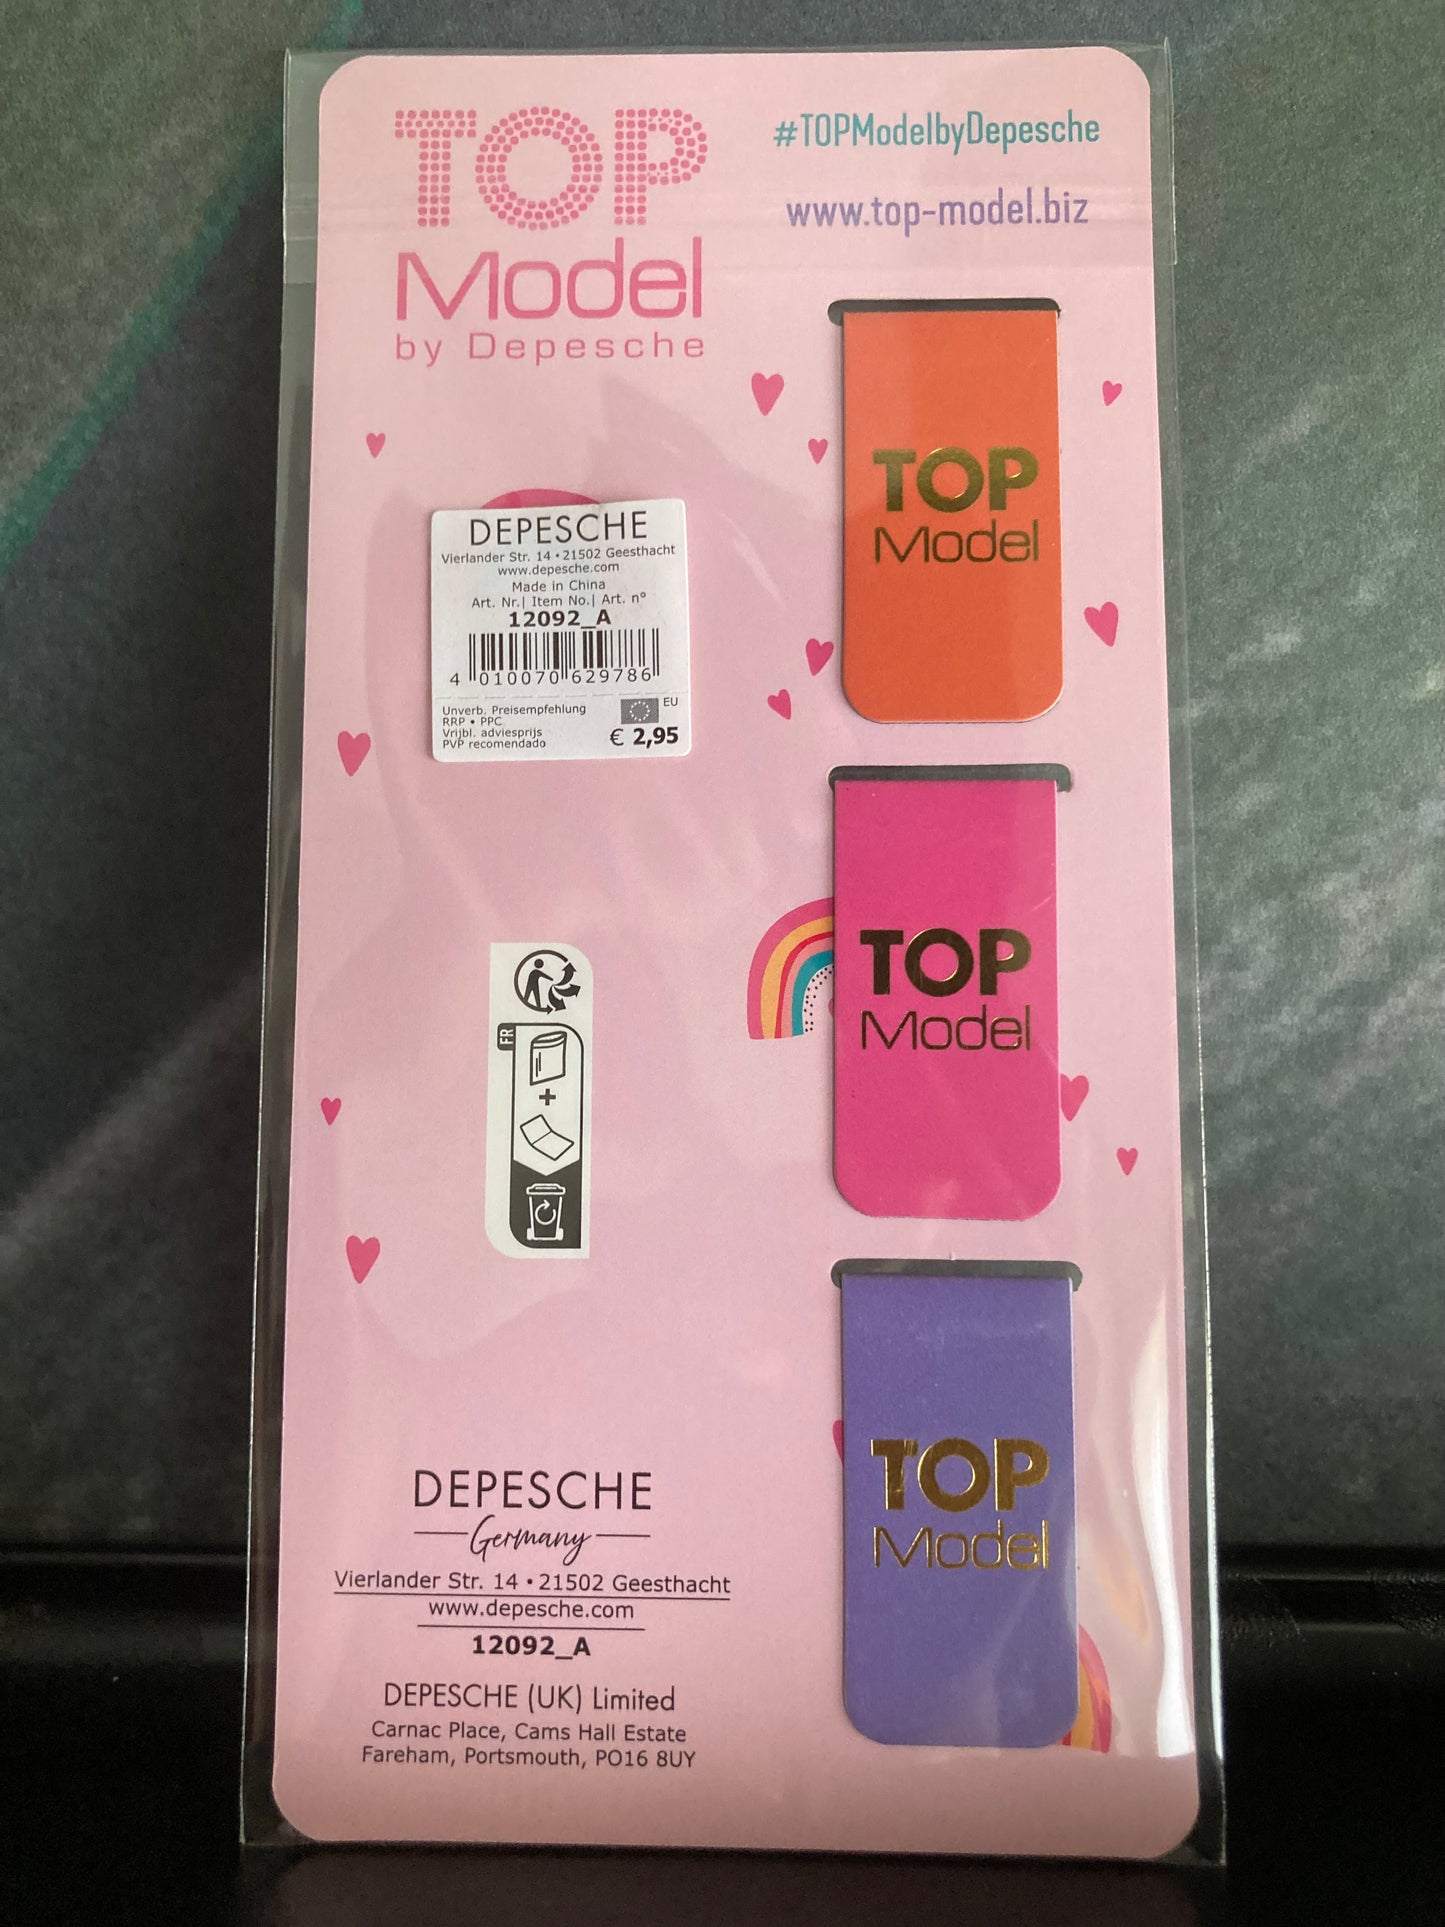 TOP
Model
by Depesche
#TOPModelbyDepesche
www.top-model.biz
TOP
Model
DEPESCHE
Vierlander Str. 14 • 21502 Geesthacht
www.depesche.com
Made in China
Art. Nr.| Item No.| Art. n°
12092_A
4 010070 629786
Unverb. Preisempfehlung
RRP • PPC
Vrijbl. adviesprijs
PVP recomendado
EU
€ 2,95
TOP
Model
FR
+
TOP
Model
DEPESCHE
Germany
Vierlander Str. 14 • 21502 Geesthacht
www.depesche.com
12092_A
DEPESCHE (UK) Limited
Carnac Place, Cams Hall Estate
Fareham, Portsmouth, PO16 8UY